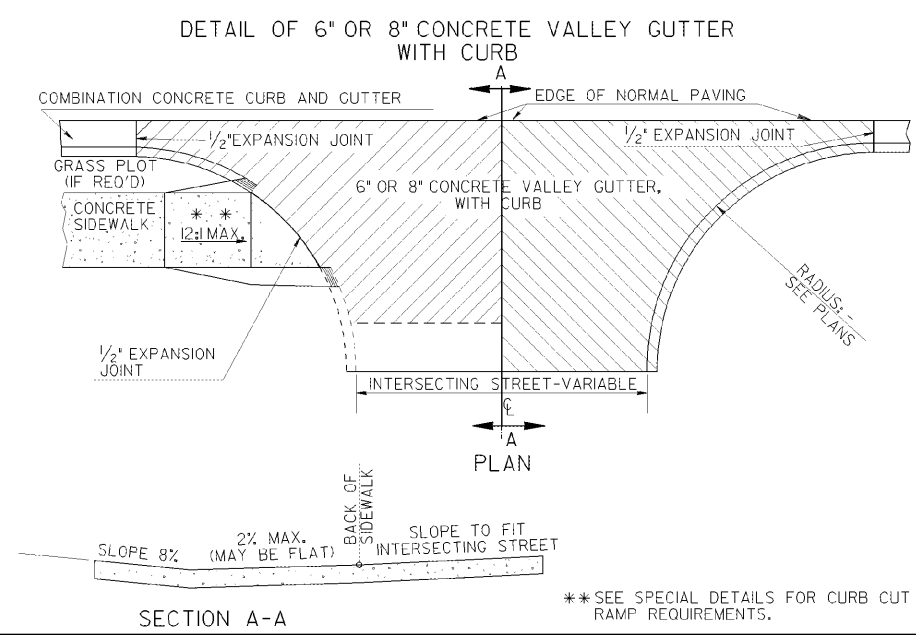 DETAIL OF 6" OR 8" CONCRETE VALLEY GUTTER
WITH CURB
A
COMBINATION CONCRETE CURB AND GUTTER
EDGE OF NORMAL PAVING
1/2" EXPANSION JOINT
1/2" EXPANSION JOINT
GRASS PLOT
(IF REQ'D)
6" OR 8" CONCRETE VALLEY GUTTER,
WITH CURB
CONCRETE
SIDEWALK
* *
12:1 MAX.
RADIUS: -
SEE PLANS
1/2" EXPANSION
JOINT
INTERSECTING STREET-VARIABLE
℄
A
PLAN
BACK OF
SIDEWALK
SLOPE 8%
2% MAX.
(MAY BE FLAT)
SLOPE TO FIT
INTERSECTING STREET
SECTION A-A
** SEE SPECIAL DETAILS FOR CURB CUT
RAMP REQUIREMENTS.